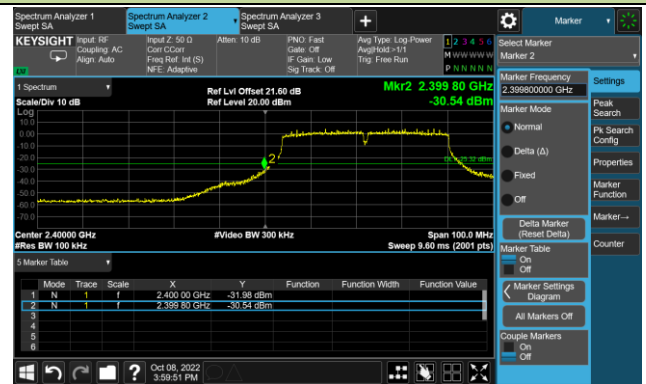 Spectrum Analyzer 1
Swept SA
Spectrum Analyzer 2
Swept SA
Spectrum Analyzer 3
Swept SA
Marker
KEYSIGHT
Input: RF
Coupling: AC
Align: Auto
Input Z: 50 Ω
Corr CCorr
Freq Ref: Int (S)
NFE: Adaptive
Atten: 10 dB
PNO: Fast
Gate: Off
IF Gain: Low
Sig Track: Off
Avg Type: Log-Power
Avg|Hold:>1/1
Trig: Free Run
1 2 3 4 5 6
M W W W W W
P N N N N N
Select Marker
Marker 2
1 Spectrum
Scale/Div 10 dB
Log
Ref Lvl Offset 21.60 dB
Ref Level 20.00 dBm
Mkr2 2.399 80 GHz
-30.54 dBm
10.0
0.00
-10.0
-20.0
-30.0
-40.0
-50.0
-60.0
-70.0
2
Center 2.40000 GHz
#Res BW 100 kHz
#Video BW 300 kHz
Span 100.0 MHz
Sweep 9.60 ms (2001 pts)
5 Marker Table
Mode Trace Scale X Y Function Function Width Function Value
1 N 1 f 2.400 00 GHz -31.98 dBm
2 N 1 f 2.399 80 GHz -30.54 dBm
3
4
5
6
Marker Frequency
2.399800000 GHz
Marker Mode
Normal
Delta (Δ)
Fixed
Off
Delta Marker
(Reset Delta)
Marker Table
On
Off
Marker Settings
Diagram
All Markers Off
Couple Markers
On
Off
Settings
Peak
Search
Pk Search
Config
Properties
Marker
Function
Marker→
Counter
Oct 08, 2022
3:59:51 PM